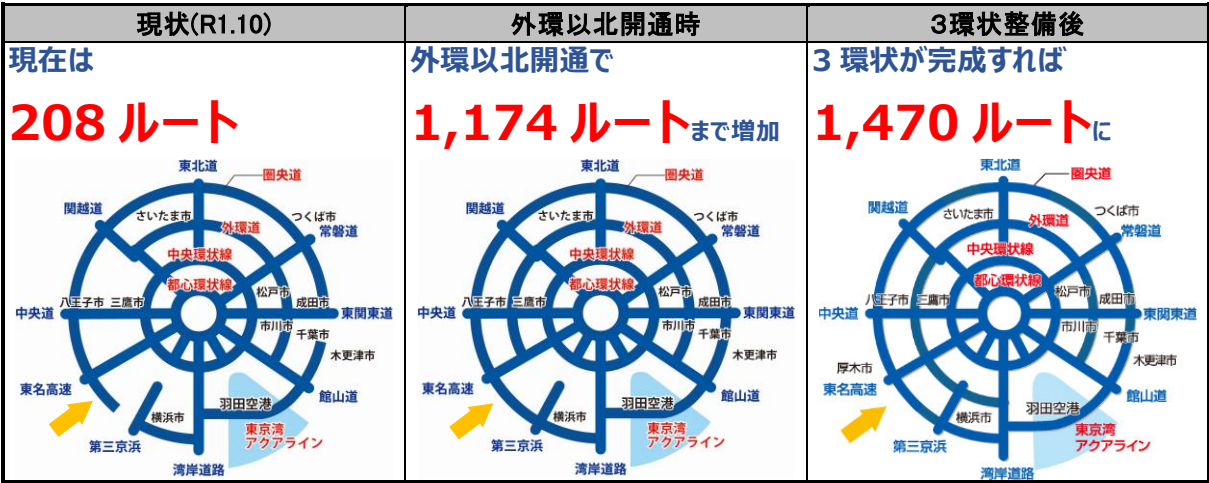 現状(R1.10)
現在は
208 ルート
東北道
圏央道
関越道
さいたま市
つくば市
外環道
常磐道
中央環状線
都心環状線
松戸市
八王子市
三鷹市
成田市
中央道
東関東道
市川市
千葉市
木更津市
東名高速
館山道
羽田空港
横浜市
東京湾
アクアライン
第三京浜
湾岸道路
外環以北開通時
外環以北開通で
1,174 ルートまで増加
東北道
圏央道
関越道
さいたま市
つくば市
外環道
常磐道
中央環状線
都心環状線
松戸市
八王子市
三鷹市
成田市
中央道
東関東道
市川市
千葉市
木更津市
東名高速
館山道
羽田空港
横浜市
東京湾
アクアライン
第三京浜
湾岸道路
3環状整備後
3 環状が完成すれば
1,470 ルートに
東北道
圏央道
関越道
さいたま市
つくば市
外環道
常磐道
中央環状線
都心環状線
松戸市
八王子市
三鷹市
成田市
中央道
東関東道
市川市
千葉市
木更津市
厚木市
東名高速
館山道
羽田空港
横浜市
東京湾
アクアライン
第三京浜
湾岸道路